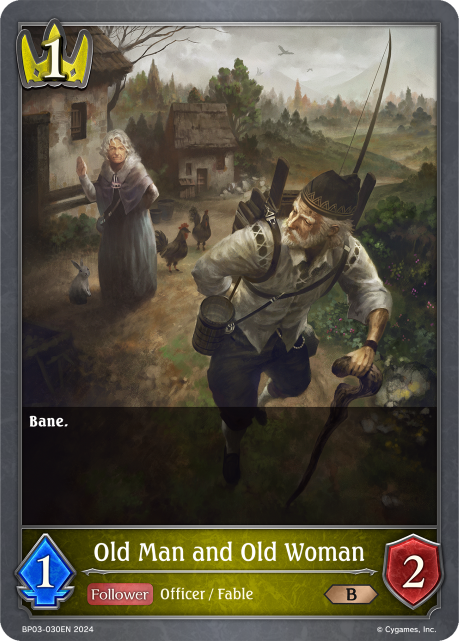 1
Bane.
Old Man and Old Woman
1
Follower Officer / Fable B
2
BP03-030EN 2024 © Cygames, Inc.